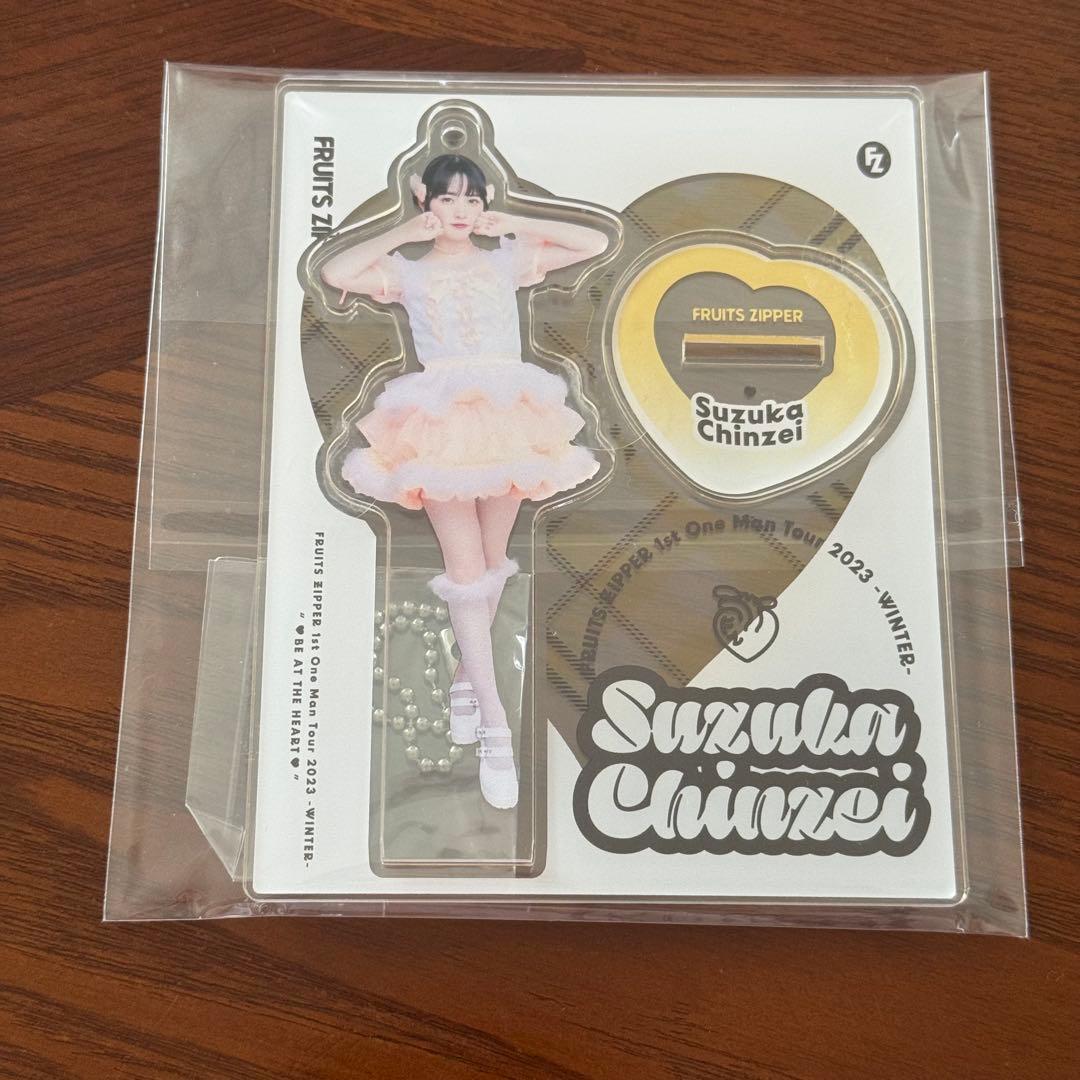 FRUITS ZI
FZ
FRUITS ZIPPER
Suzuka
Chinzei
FRUITS ZIPPER 1st One Man Tour 2023 -WINTER-
FRUITS ZIPPER 1st One Man Tour 2023 -WINTER-
"♥BE AT THE HEART♥"
Suzuka
Chinzei